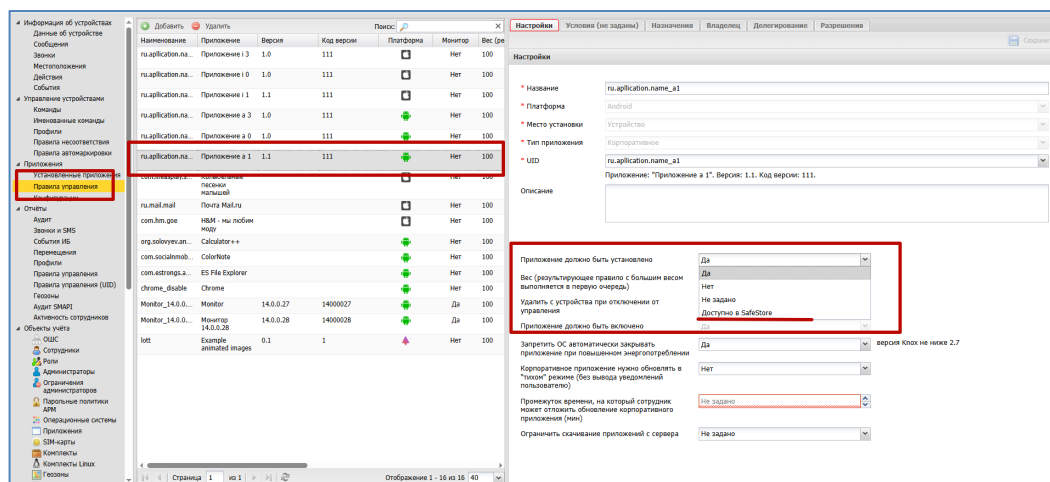 Информация об устройствах
Данные об устройстве
Сообщения
Звонки
Местоположения
Действия
События
Управление устройствами
Команды
Именованные команды
Профили
Правила несоответствия
Правила автомаркировки
Приложения
Установленные приложения
Правила управления
Конфигурации
Отчёты
Аудит
Звонки и SMS
События ИБ
Перемещения
Профили
Правила управления
Правила управления (UID)
Геозоны
Аудит SMAPI
Активность сотрудников
Объекты учёта
ОШС
Сотрудники
Роли
Администраторы
Ограничения
администраторов
Парольные политики
АРМ
Операционные системы
Приложения
SIM-карты
Комплекты
Комплекты Linux
Геозоны
Добавить Удалить Поиск:
Наименование Приложение Версия Код версии Платформа Монитор Вес (ре
ru.apllication.na... Приложение i 3 1.0 111 Нет 100
ru.apllication.na... Приложение i 0 1.0 111 Нет 100
ru.apllication.na... Приложение i 1 1.1 111 Нет 100
ru.apllication.na... Приложение a 3 1.0 111 Нет 100
ru.apllication.na... Приложение a 0 1.0 111 Нет 100
ru.apllication.na... Приложение a 1 1.1 111 Нет 100
песенки Нет 100
малышей
ru.mail.mail Почта Mail.ru Нет 100
com.hm.goe H&M - мы любим Нет 100
моду
org.solovyev.an... Calculator++ Нет 100
com.socialnmob... ColorNote Нет 100
com.estrongs.a... ES File Explorer Нет 100
chrome_disable Chrome Нет 100
Monitor_14.0.0.... Monitor 14.0.0.27 14000027 Да 100
Monitor_14.0.0.... Монитор 14.0.0.28 14000028 Да 100
14.0.0.28
lott Example 0.1 1 Нет 100
animated images
Страница 1 из 1 Отображение 1 - 16 из 16 40
Настройки Условия (не заданы) Назначения Владелец Делегирование Разрешения
Сохранить
Настройки
* Название ru.apllication.name_a1
* Платформа Android
* Место установки Устройство
* Тип приложения Корпоративное
* UID ru.apllication.name_a1
Приложение: "Приложение a 1". Версия: 1.1. Код версии: 111.
Описание
Приложение должно быть установлено Да
Да
Вес (результирующее правило с большим весом
выполняется в первую очередь) Нет
Удалить с устройства при отключении от Не задано
управления Доступно в SafeStore
Приложение должно быть включено Да
Запретить ОС автоматически закрывать Да версия Knox не ниже 2.7
приложение при повышенном энергопотреблении
Корпоративное приложение нужно обновлять в Нет
"тихом" режиме (без вывода уведомлений
пользователю)
Промежуток времени, на который сотрудник Не задано
может отложить обновление корпоративного
приложения (мин)
Ограничить скачивание приложений с сервера Не задано